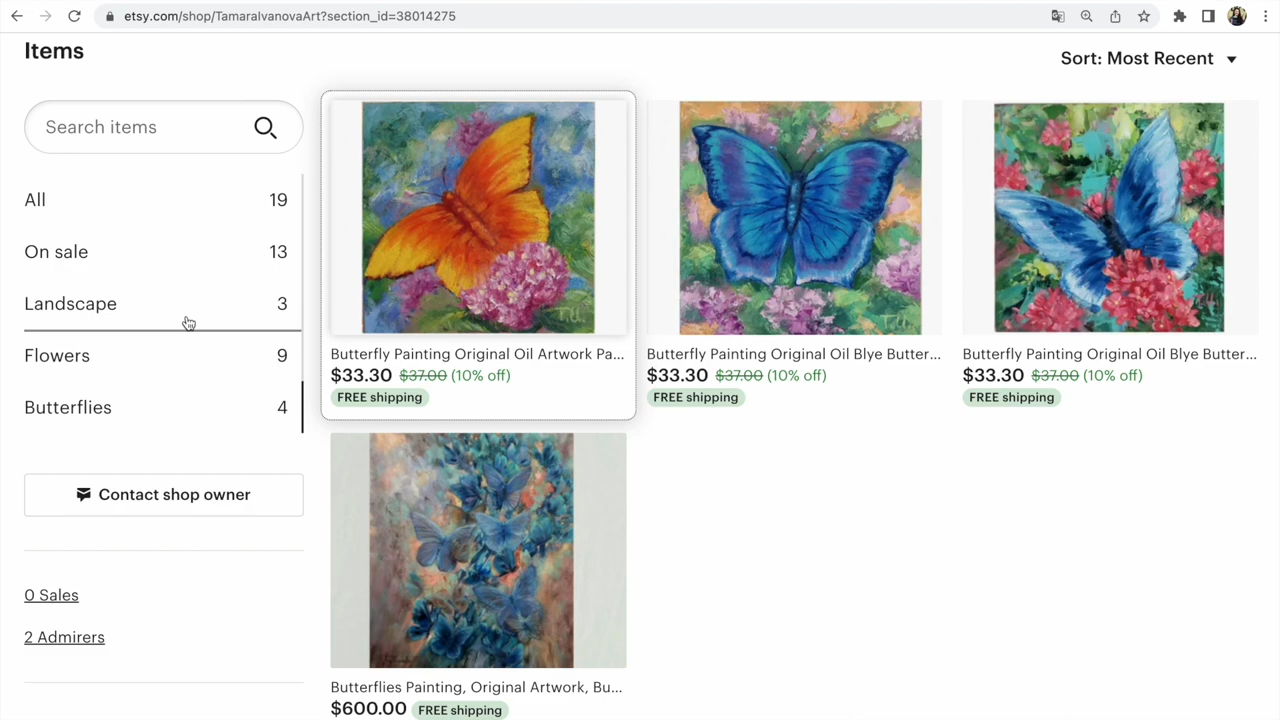 etsy.com/shop/TamaraIvanovaArt?section_id=38014275
Items
Sort: Most Recent
Search items
All 19
On sale 13
Landscape 3
Flowers 9
Butterflies 4
Contact shop owner
0 Sales
2 Admirers
Butterfly Painting Original Oil Artwork Pa...
$33.30 $37.00 (10% off)
FREE shipping
Butterfly Painting Original Oil Blye Butter...
$33.30 $37.00 (10% off)
FREE shipping
Butterfly Painting Original Oil Blye Butter...
$33.30 $37.00 (10% off)
FREE shipping
Butterflies Painting, Original Artwork, Bu...
$600.00 FREE shipping